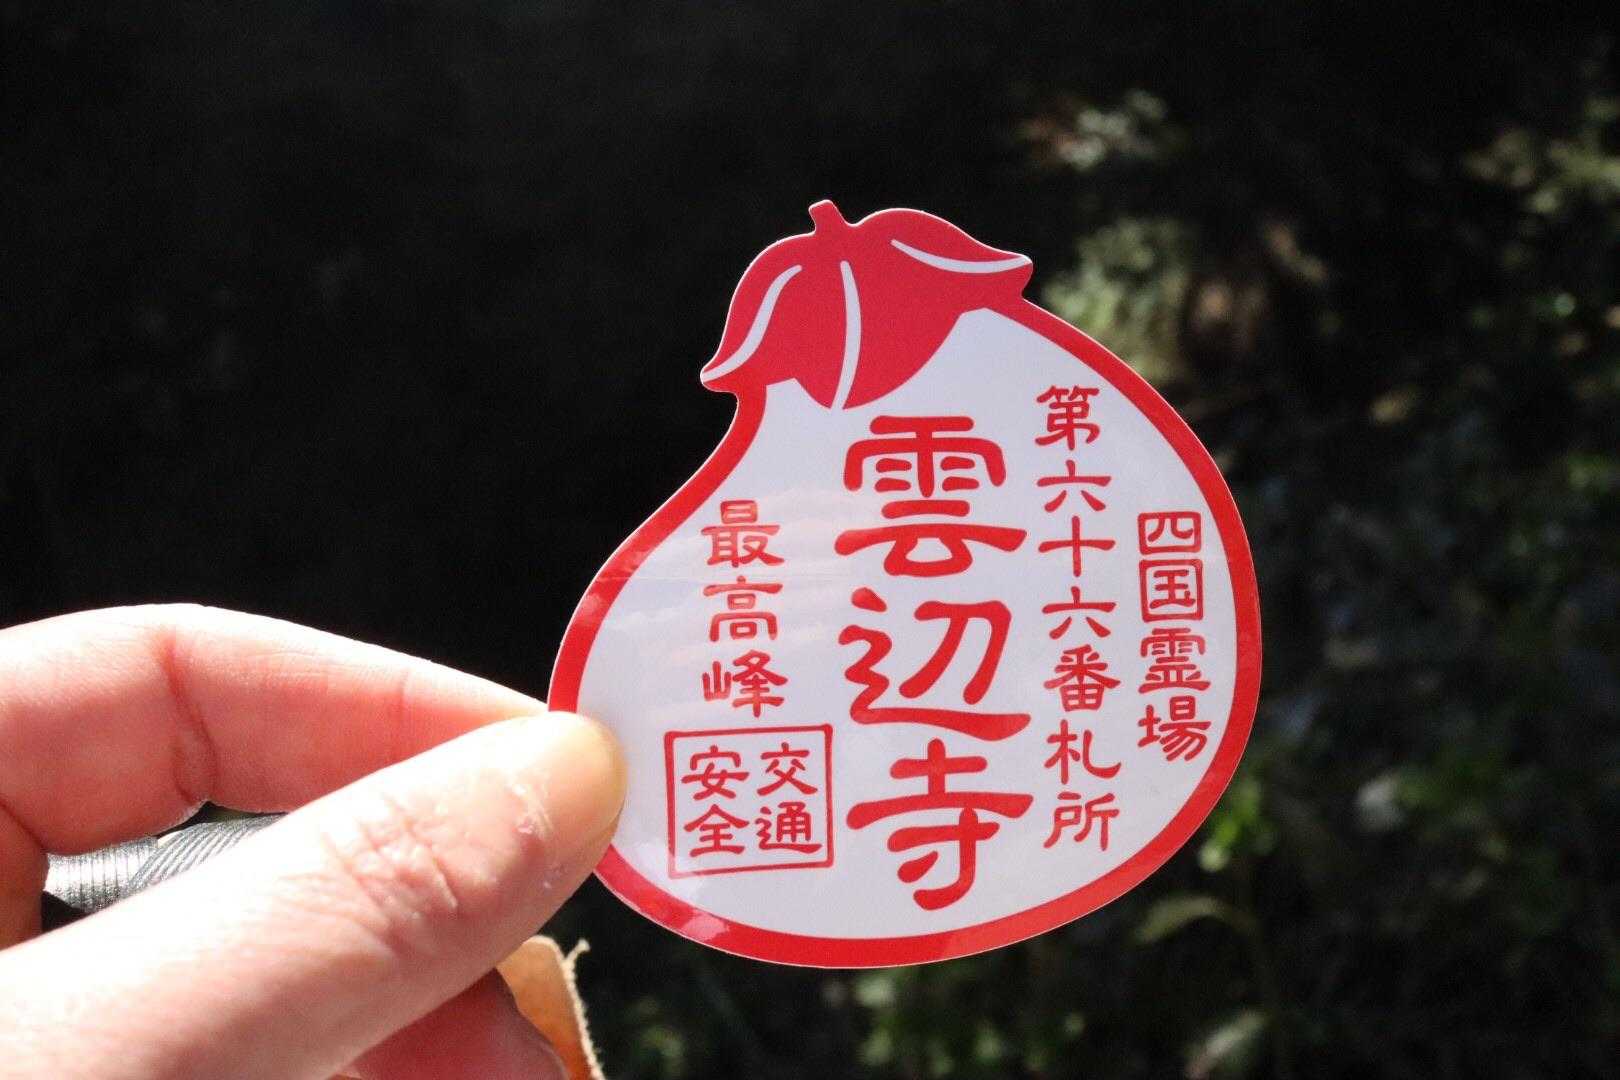 四国霊場
第六十六番札所
雲辺寺
最高峰
交通
安全